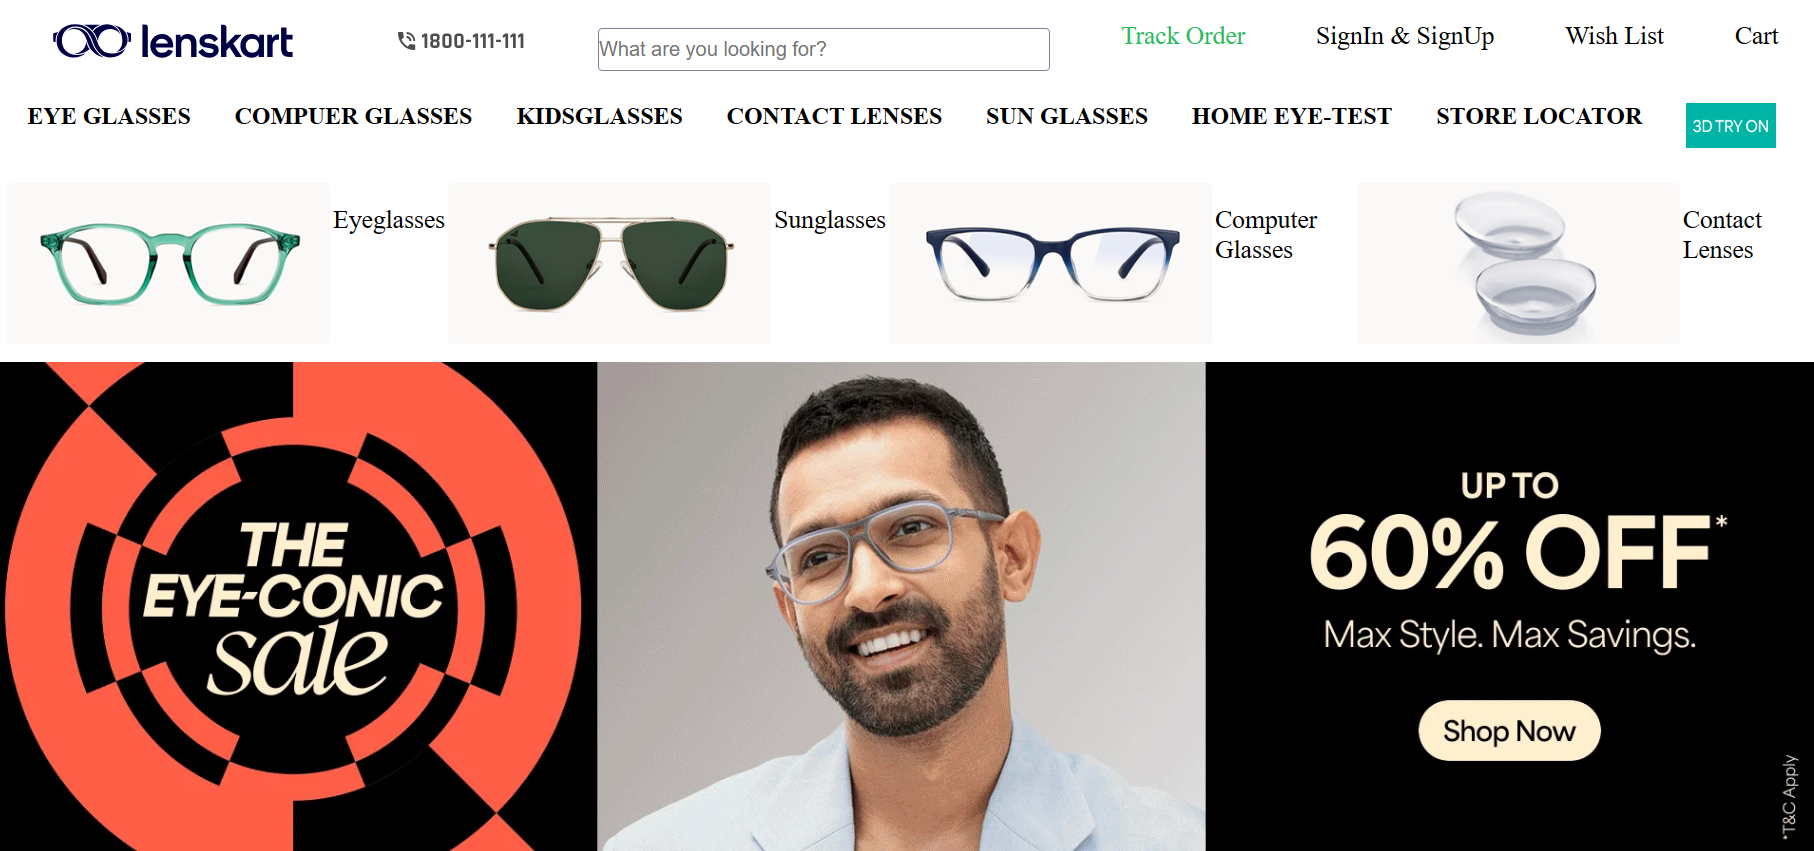 lenskart
1800-111-111
What are you looking for?
Track Order
SignIn & SignUp
Wish List
Cart
EYE GLASSES
COMPUER GLASSES
KIDSGLASSES
CONTACT LENSES
SUN GLASSES
HOME EYE-TEST
STORE LOCATOR
3D TRY ON
Eyeglasses
Sunglasses
Computer
Glasses
Contact
Lenses
THE
EYE-CONIC
sale
UP TO
60% OFF*
Max Style. Max Savings.
Shop Now
*T&C Apply